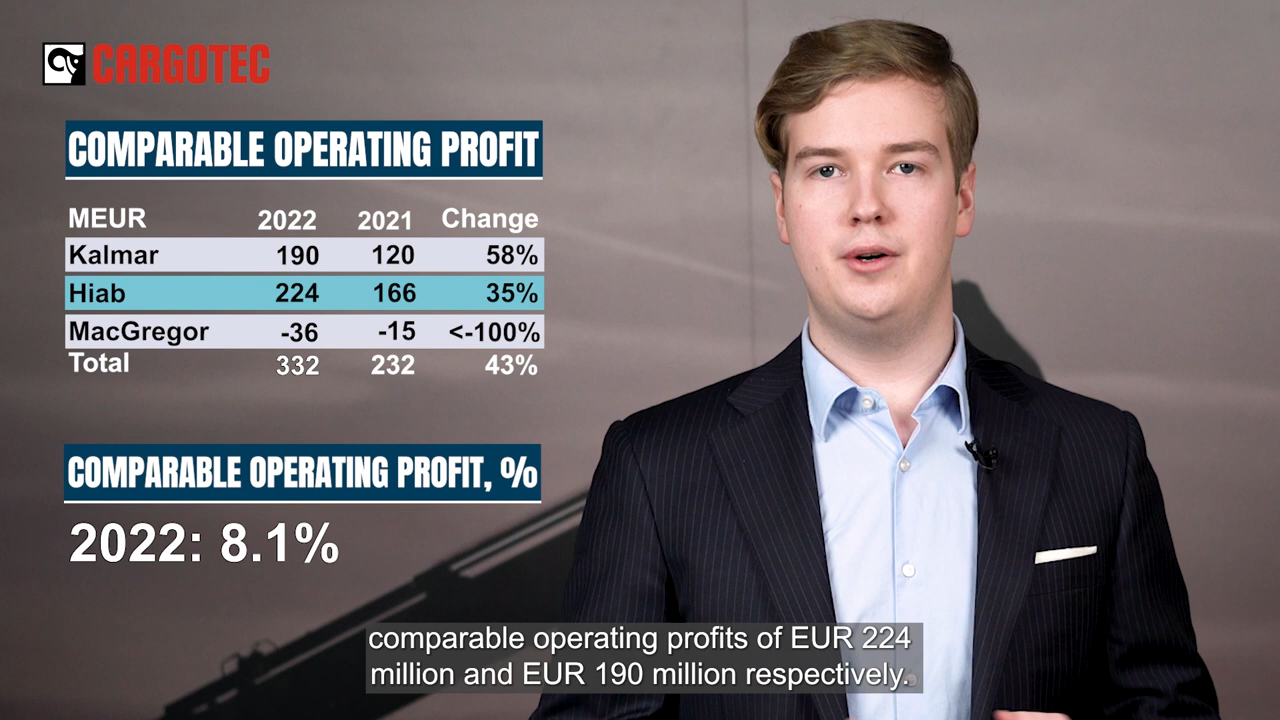 CARGOTEC
COMPARABLE OPERATING PROFIT
MEUR 2022 2021 Change
Kalmar 190 120 58%
Hiab 224 166 35%
MacGregor -36 -15 <-100%
Total 332 232 43%
COMPARABLE OPERATING PROFIT, %
2022: 8.1%
comparable operating profits of EUR 224
million and EUR 190 million respectively.